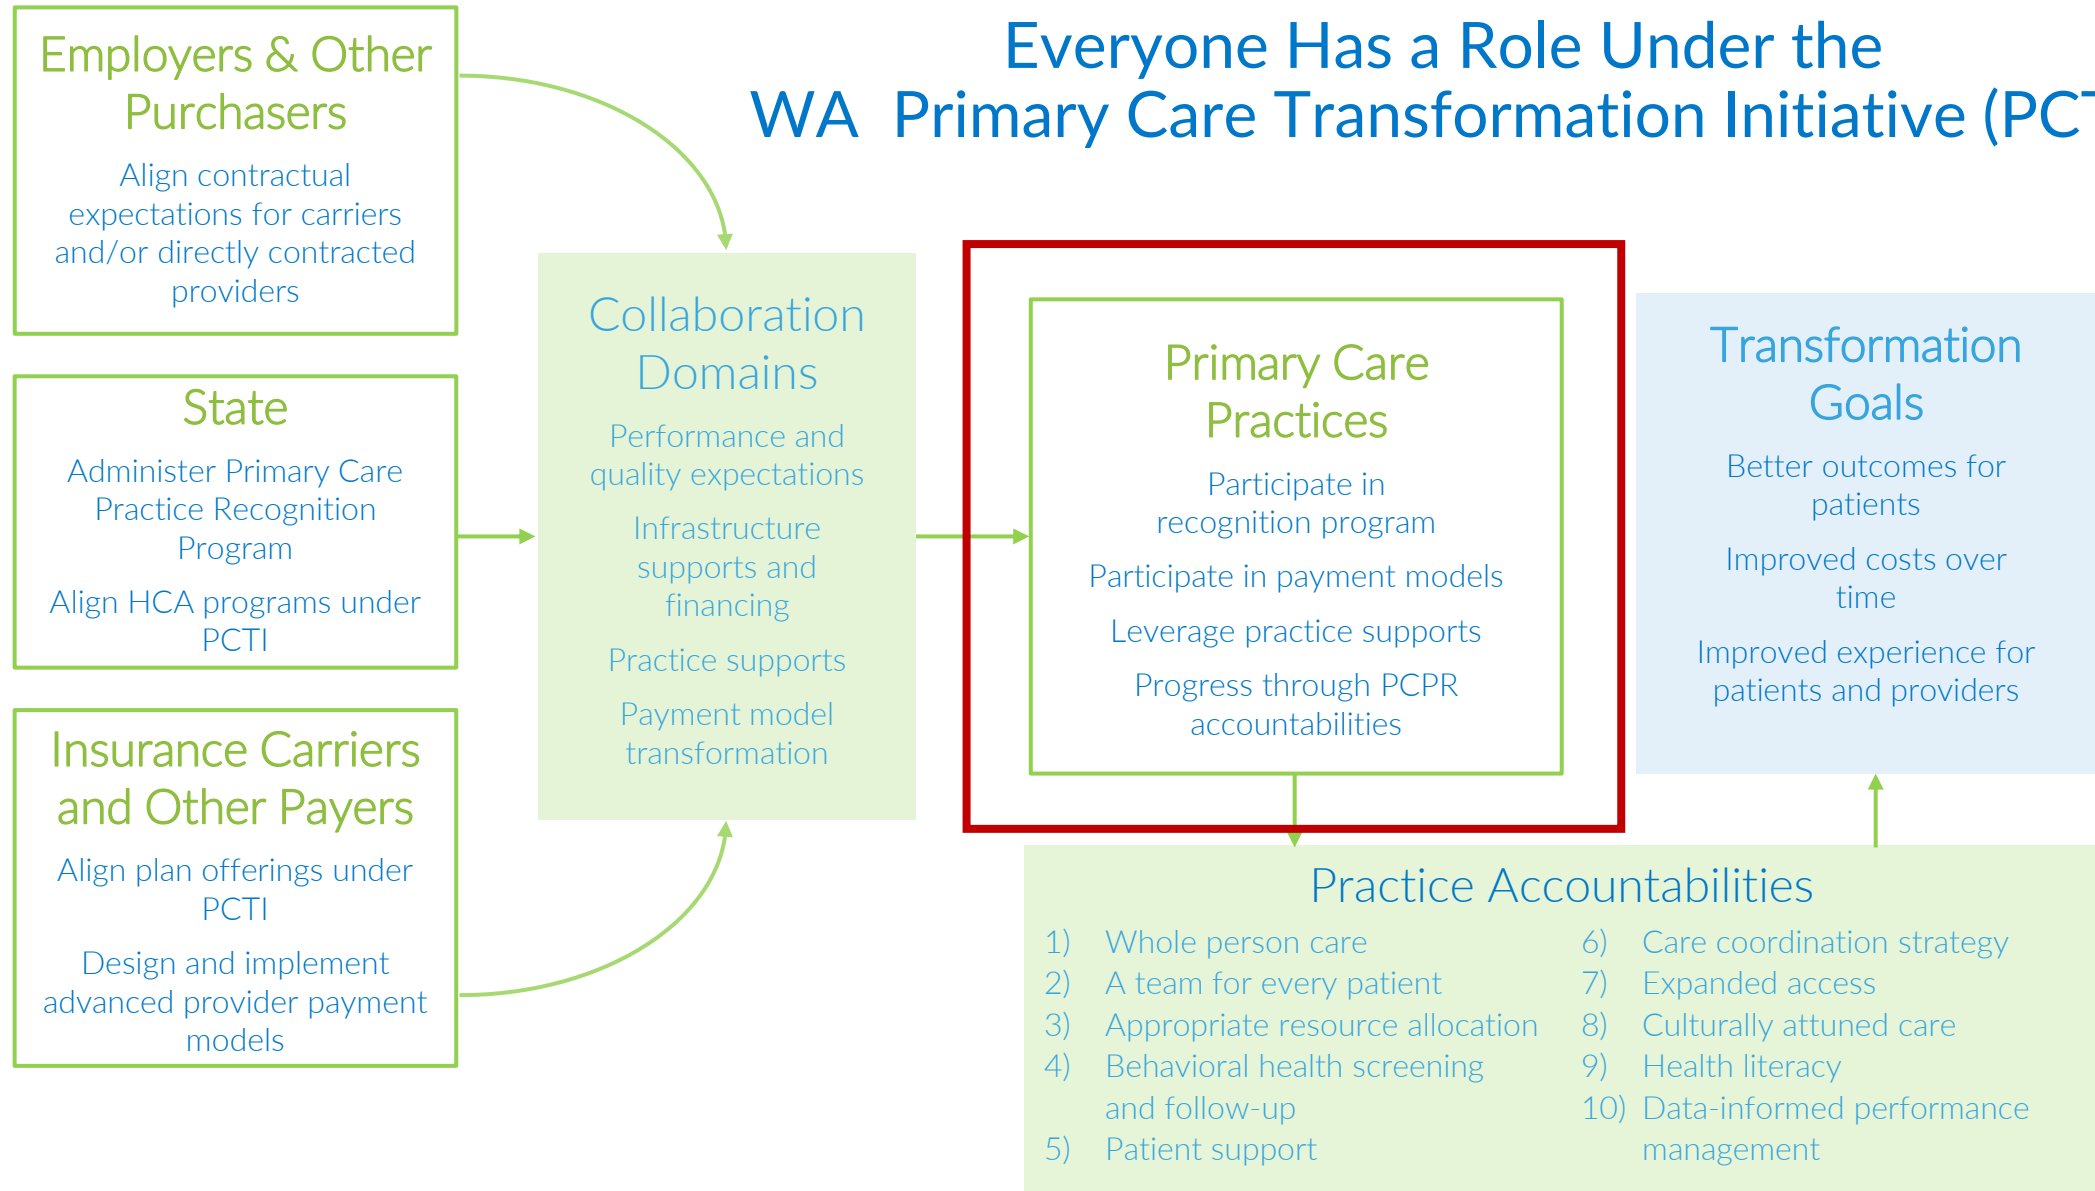 Everyone Has a Role Under the
WA Primary Care Transformation Initiative (PCT
Employers & Other
Purchasers
Align contractual
expectations for carriers
and/or directly contracted
providers
State
Administer Primary Care
Practice Recognition
Program
Align HCA programs under
PCTI
Insurance Carriers
and Other Payers
Align plan offerings under
PCTI
Design and implement
advanced provider payment
models
Collaboration
Domains
Performance and
quality expectations
Infrastructure
supports and
financing
Practice supports
Payment model
transformation
Primary Care
Practices
Participate in
recognition program
Participate in payment models
Leverage practice supports
Progress through PCPR
accountabilities
Transformation
Goals
Better outcomes for
patients
Improved costs over
time
Improved experience for
patients and providers
Practice Accountabilities
1) Whole person care
2) A team for every patient
3) Appropriate resource allocation
4) Behavioral health screening
and follow-up
5) Patient support
6) Care coordination strategy
7) Expanded access
8) Culturally attuned care
9) Health literacy
10) Data-informed performance
management